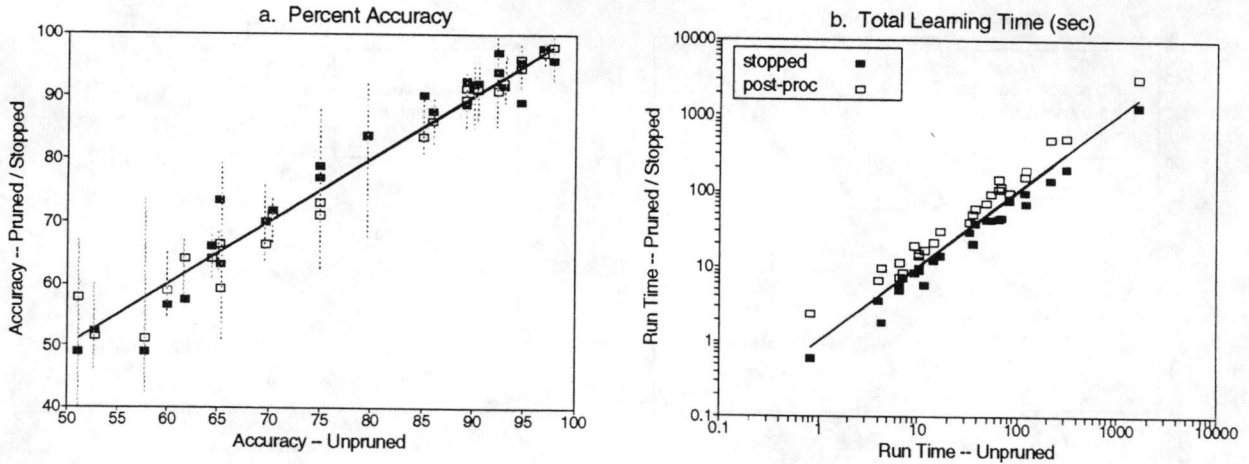 a. Percent Accuracy
Accuracy -- Pruned / Stopped
100
90
80
70
60
50
40
50 55 60 65 70 75 80 85 90 95 100
Accuracy -- Unpruned
b. Total Learning Time (sec)
stopped
post-proc
Run Time -- Pruned / Stopped
10000
1000
100
10
1
0.1
.1 1 10 100 1000 10000
Run Time -- Unpruned